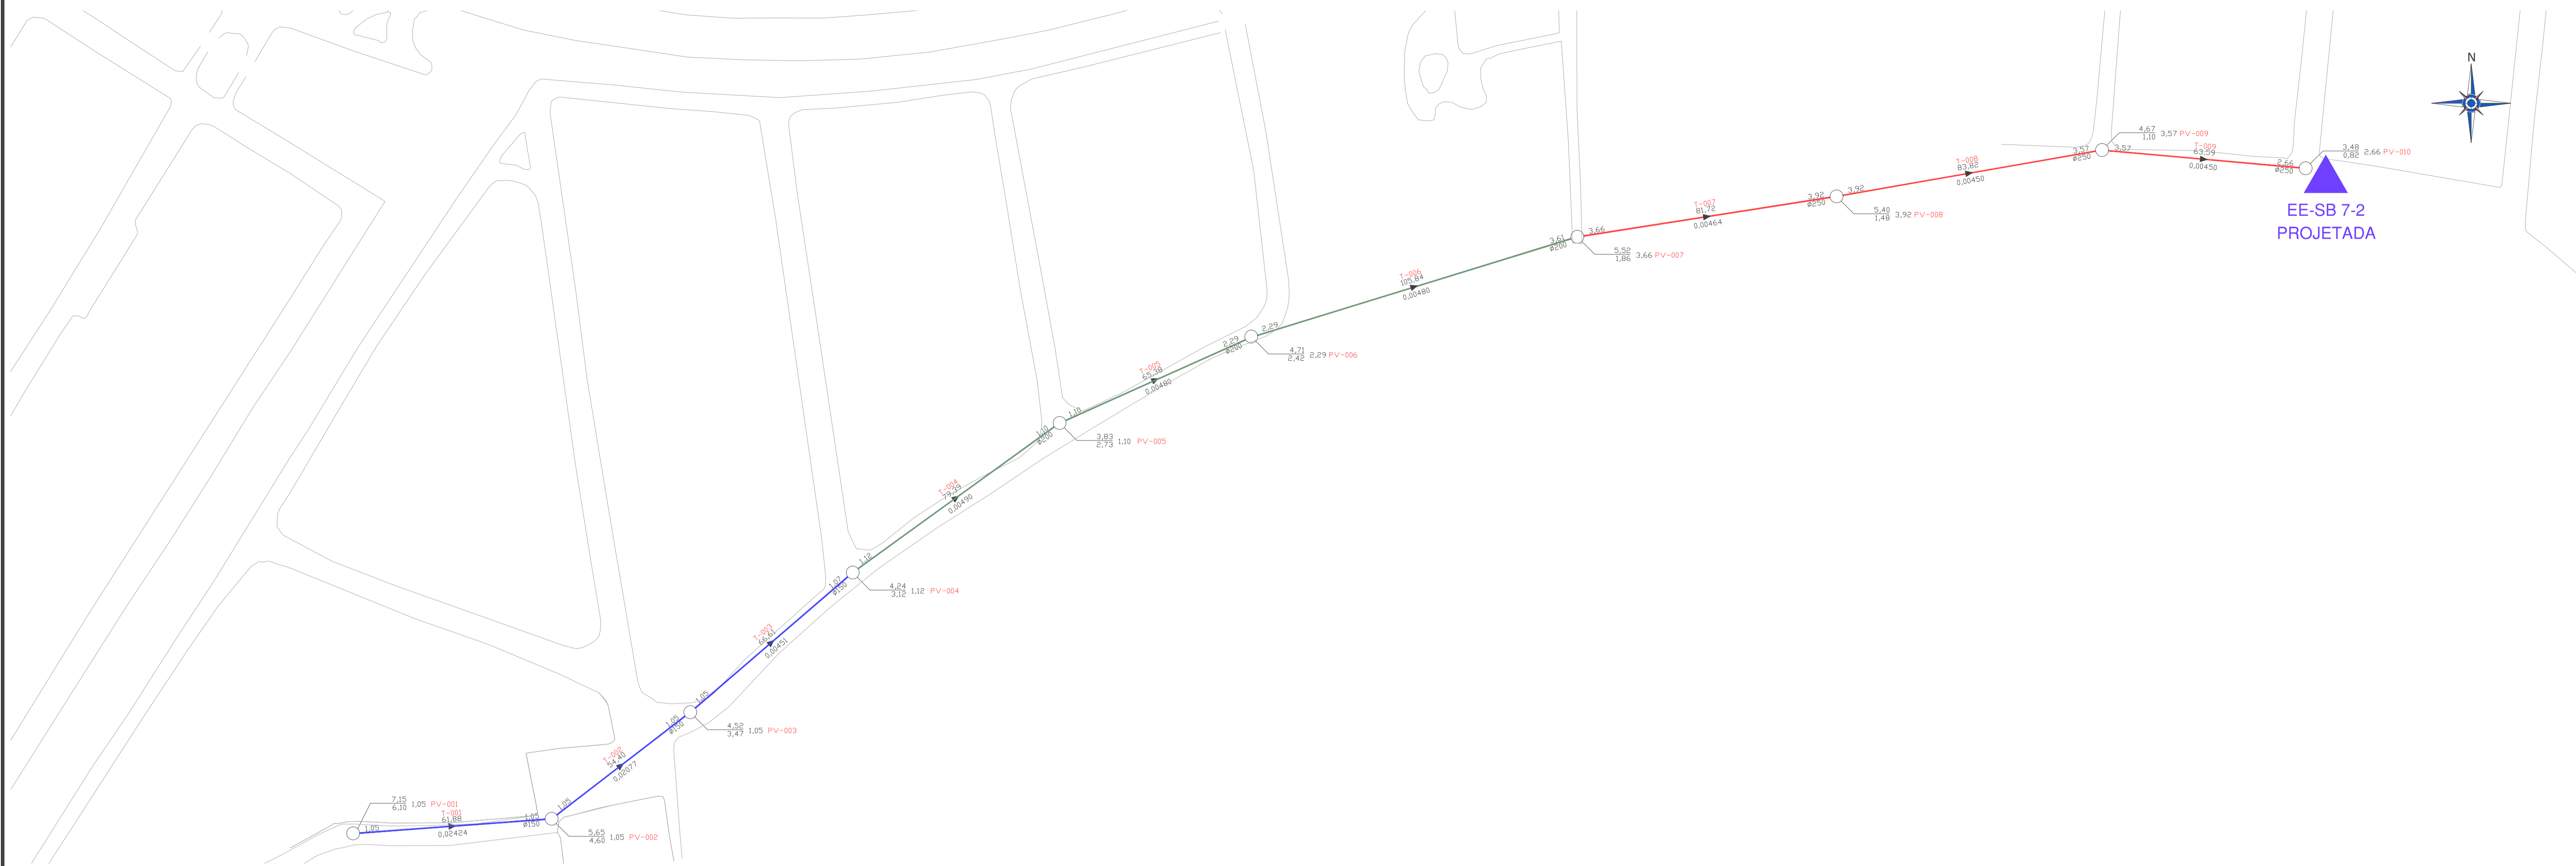 N
4,67
1,10 3,57 PV-009
3,57
Ø250
3,57
T-009
63,59
0,00450
2,66
Ø250
3,48
0,82 2,66 PV-010
EE-SB 7-2
PROJETADA
T-008
83,82
0,00450
3,92
Ø250
3,92
5,40
1,48 3,92 PV-008
T-007
81,72
0,00464
3,61
Ø200
3,66
5,52
1,86 3,66 PV-007
T-006
105,84
0,00480
2,29
Ø200
2,29
4,71
2,42 2,29 PV-006
T-005
65,38
0,00480
1,10
Ø200
1,10
3,83
2,73 1,10 PV-005
T-004
79,39
0,00490
1,07
Ø150
1,12
4,24
3,12 1,12 PV-004
T-003
66,61
0,00451
1,05
Ø150
1,05
4,52
3,47 1,05 PV-003
T-002
54,40
0,02077
7,15
6,10 1,05 PV-001
1,05
T-001
61,88
0,02424
1,05
Ø150
1,05
5,65
4,60 1,05 PV-002